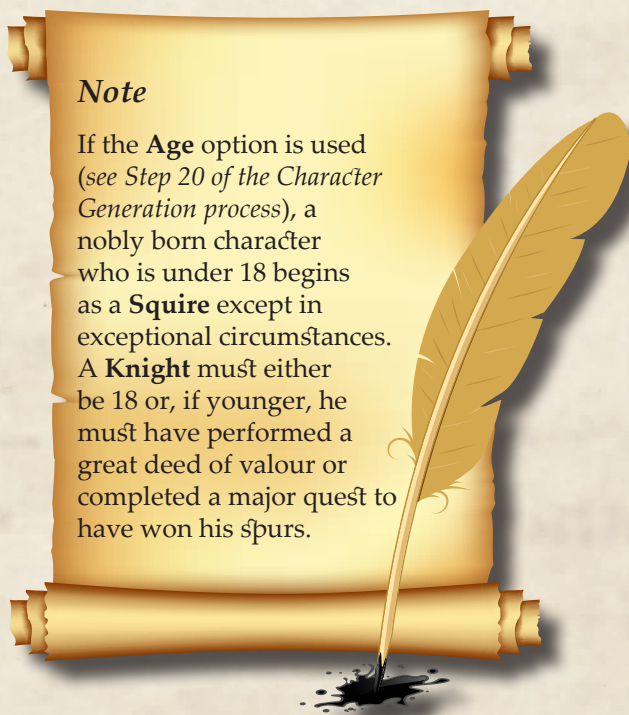 Note
If the Age option is used
(see Step 20 of the Character
Generation process), a
nobly born character
who is under 18 begins
as a Squire except in
exceptional circumstances.
A Knight must either
be 18 or, if younger, he
must have performed a
great deed of valour or
completed a major quest to
have won his spurs.